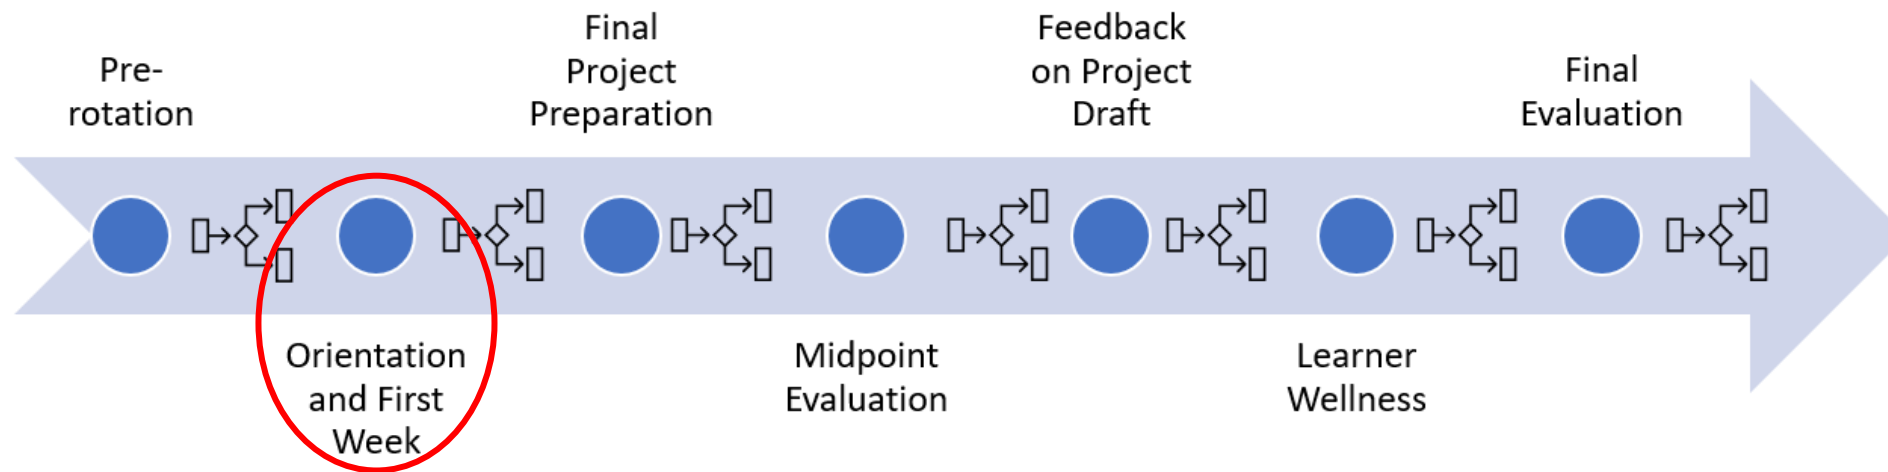 Pre-
rotation
Orientation
and First
Week
Final
Project
Preparation
Midpoint
Evaluation
Feedback
on Project
Draft
Learner
Wellness
Final
Evaluation